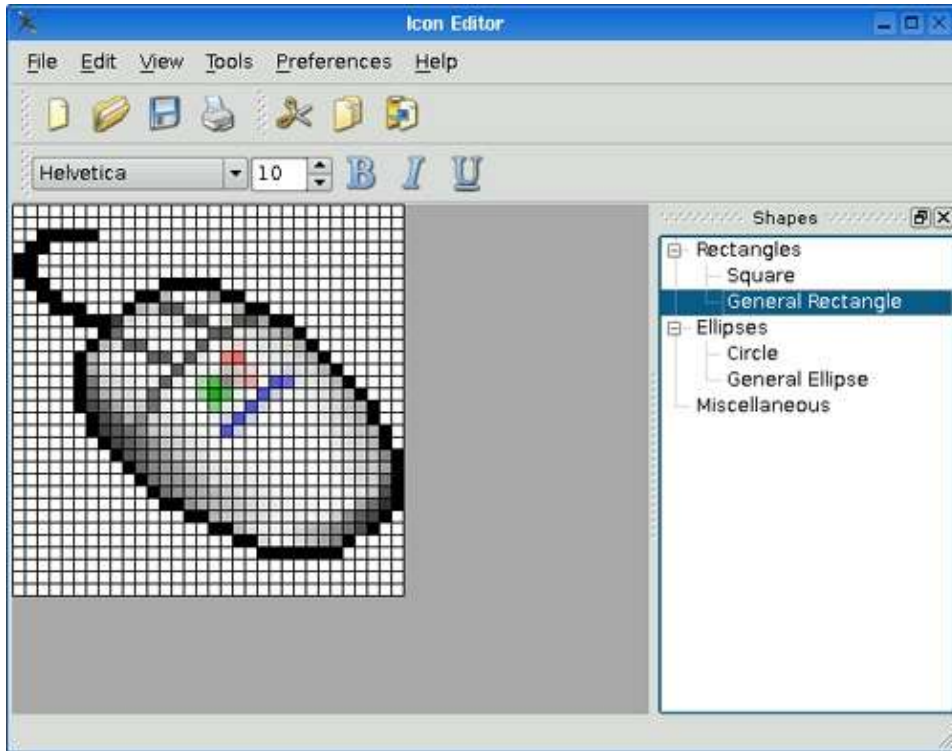 Icon Editor
File Edit View Tools Preferences Help
Helvetica 10 B I U
Shapes
Rectangles
Square
General Rectangle
Ellipses
Circle
General Ellipse
Miscellaneous